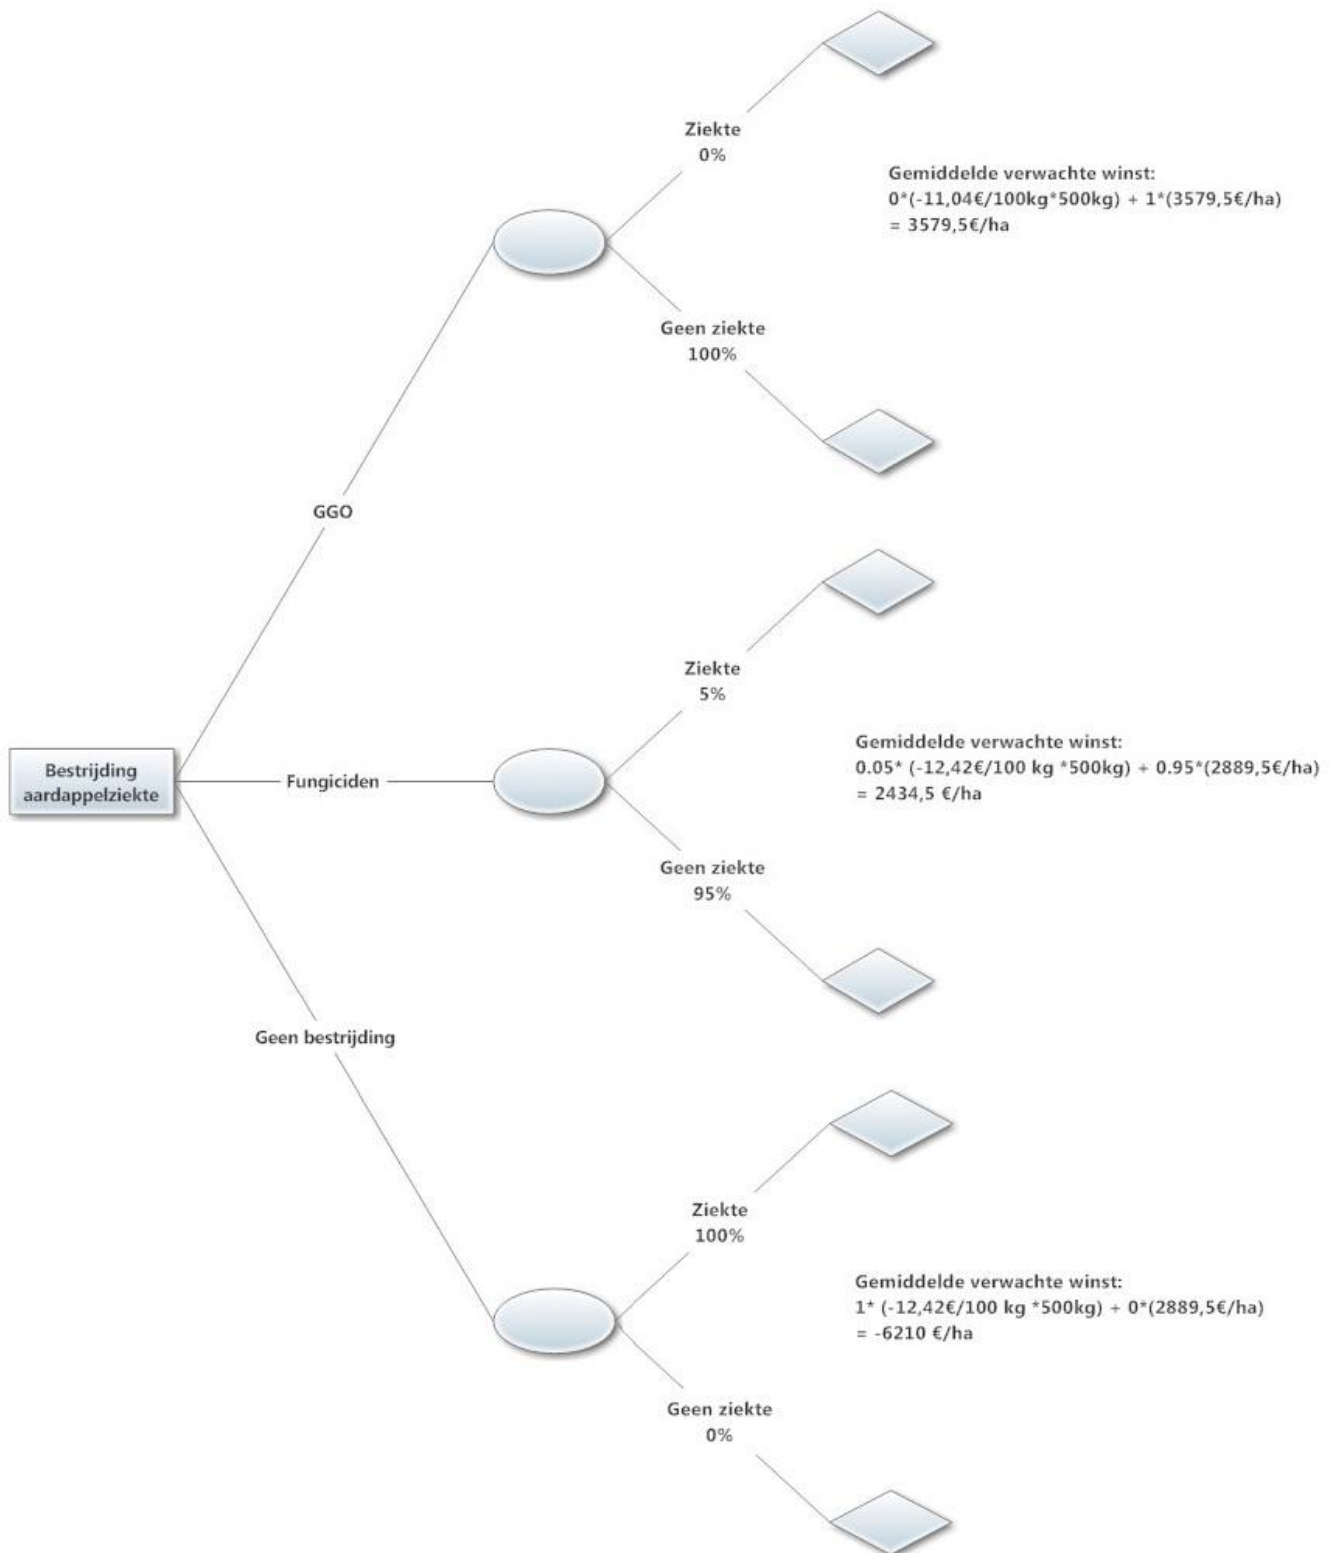 Ziekte
0%
Gemiddelde verwachte winst:
0*(-11,04€/100kg*500kg) + 1*(3579,5€/ha)
= 3579,5€/ha
Geen ziekte
100%
GGO
Ziekte
5%
Gemiddelde verwachte winst:
0.05* (-12,42€/100 kg *500kg) + 0.95*(2889,5€/ha)
= 2434,5 €/ha
Bestrijding
aardappelziekte
Fungiciden
Geen ziekte
95%
Geen bestrijding
Ziekte
100%
Gemiddelde verwachte winst:
1* (-12,42€/100 kg *500kg) + 0*(2889,5€/ha)
= -6210 €/ha
Geen ziekte
0%